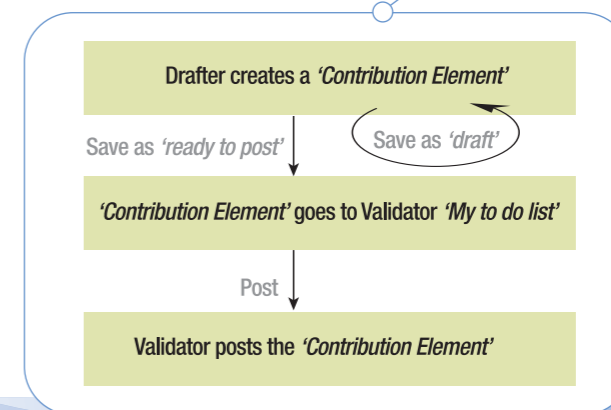 Drafter creates a 'Contribution Element'
Save as 'ready to post'
Save as 'draft'
'Contribution Element' goes to Validator 'My to do list'
Post
Validator posts the 'Contribution Element'